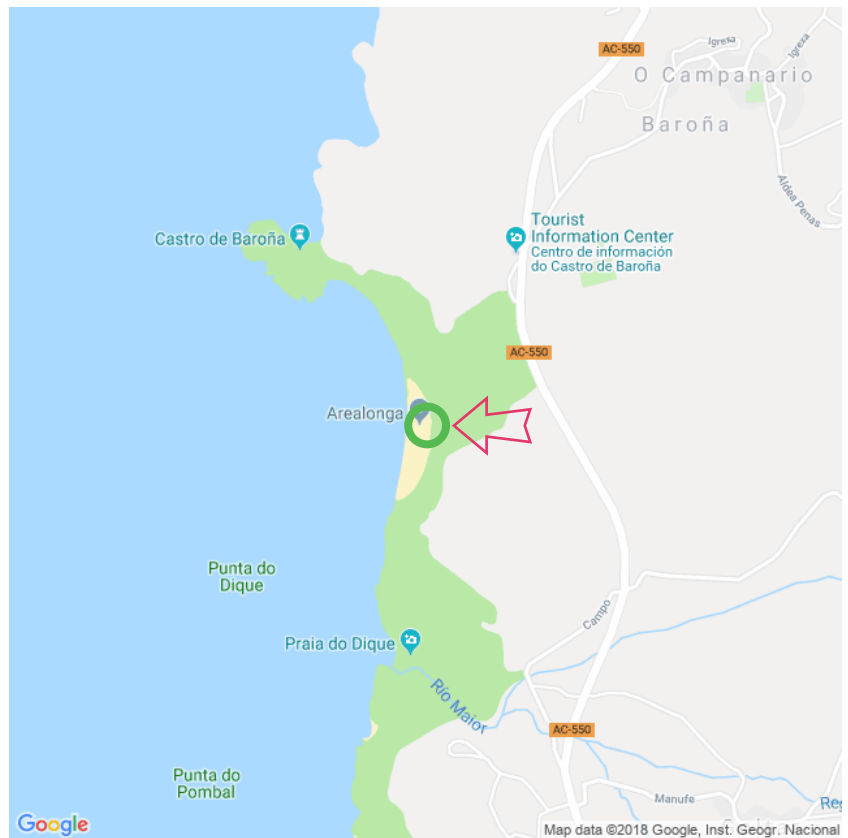 AC-550
Igrexa
Igrexa
O Campanario
Baroña
Aldea Penas
Castro de Baroña
Tourist
Information Center
Centro de información
do Castro de Baroña
AC-550
Arealonga
Punta do
Dique
Campo
Praia do Dique
Río Maior
AC-550
Punta do
Pombal
Manufe
Google
Map data ©2018 Google, Inst. Geogr. Nacional